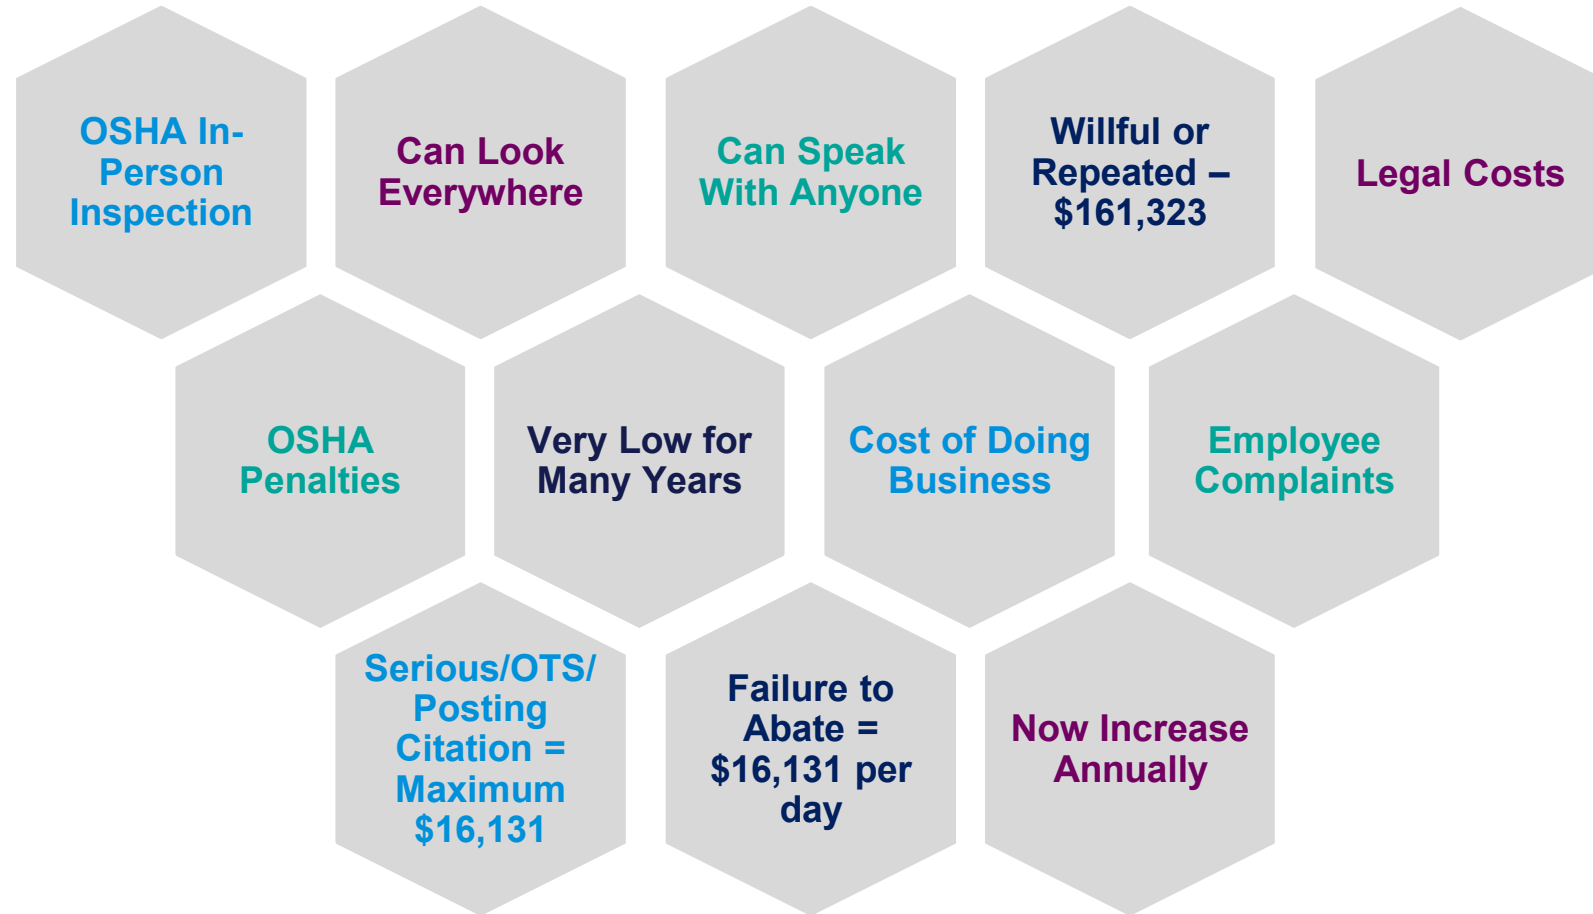 OSHA In-
Person
Inspection
Can Look
Everywhere
Can Speak
With Anyone
Willful or
Repeated –
$161,323
Legal Costs
OSHA
Penalties
Very Low for
Many Years
Cost of Doing
Business
Employee
Complaints
Serious/OTS/
Posting
Citation =
Maximum
$16,131
Failure to
Abate =
$16,131 per
day
Now Increase
Annually